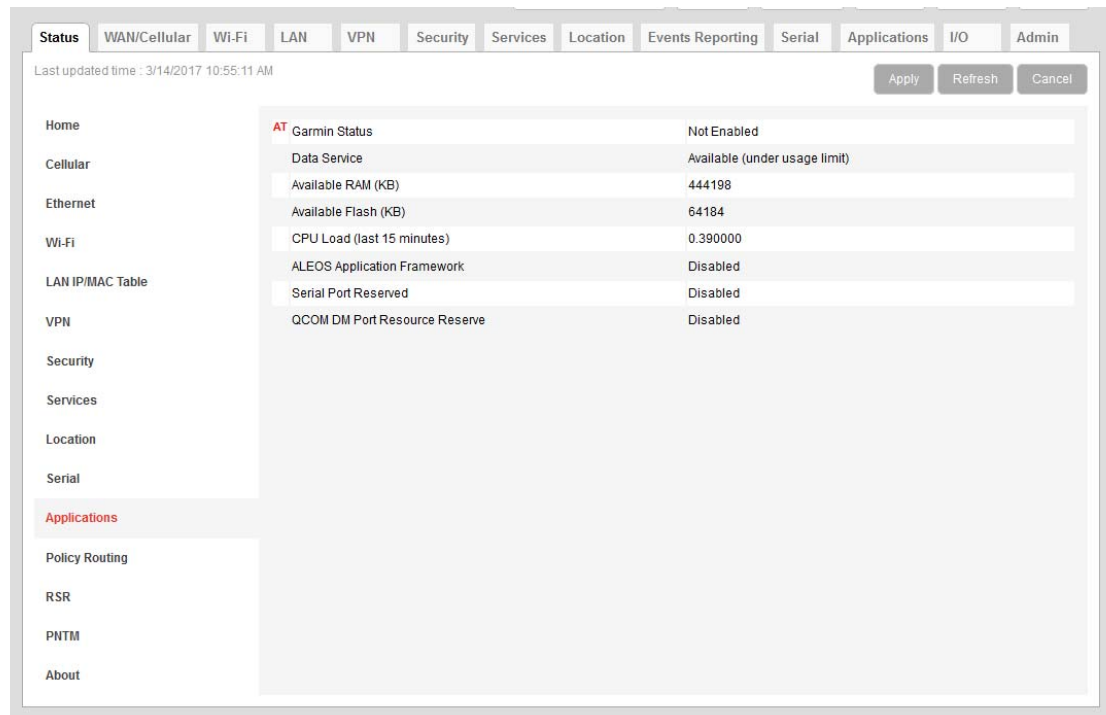 Status WAN/Cellular Wi-Fi LAN VPN Security Services Location Events Reporting Serial Applications I/O Admin
Last updated time : 3/14/2017 10:55:11 AM
Apply Refresh Cancel
Home
Cellular
Ethernet
Wi-Fi
LAN IP/MAC Table
VPN
Security
Services
Location
Serial
Applications
Policy Routing
RSR
PNTM
About
AT Garmin Status Not Enabled
Data Service Available (under usage limit)
Available RAM (KB) 444198
Available Flash (KB) 64184
CPU Load (last 15 minutes) 0.390000
ALEOS Application Framework Disabled
Serial Port Reserved Disabled
QCOM DM Port Resource Reserve Disabled